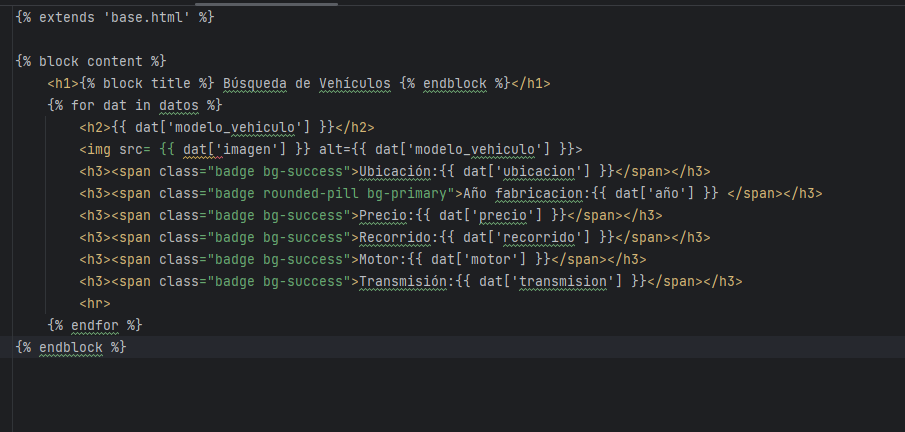 {% extends 'base.html' %}
{% block content %}
<h1>{% block title %} Búsqueda de Vehículos {% endblock %}</h1>
{% for dat in datos %}
<h2>{{ dat['modelo_vehiculo'] }}</h2>
<img src= {{ dat['imagen'] }} alt={{ dat['modelo_vehiculo'] }}>
<h3><span class="badge bg-success">Ubicación:{{ dat['ubicacion'] }}</span></h3>
<h3><span class="badge rounded-pill bg-primary">Año fabricacion:{{ dat['año'] }} </span></h3>
<h3><span class="badge bg-success">Precio:{{ dat['precio'] }}</span></h3>
<h3><span class="badge bg-success">Recorrido:{{ dat['recorrido'] }}</span></h3>
<h3><span class="badge bg-success">Motor:{{ dat['motor'] }}</span></h3>
<h3><span class="badge bg-success">Transmisión:{{ dat['transmision'] }}</span></h3>
<hr>
{% endfor %}
{% endblock %}